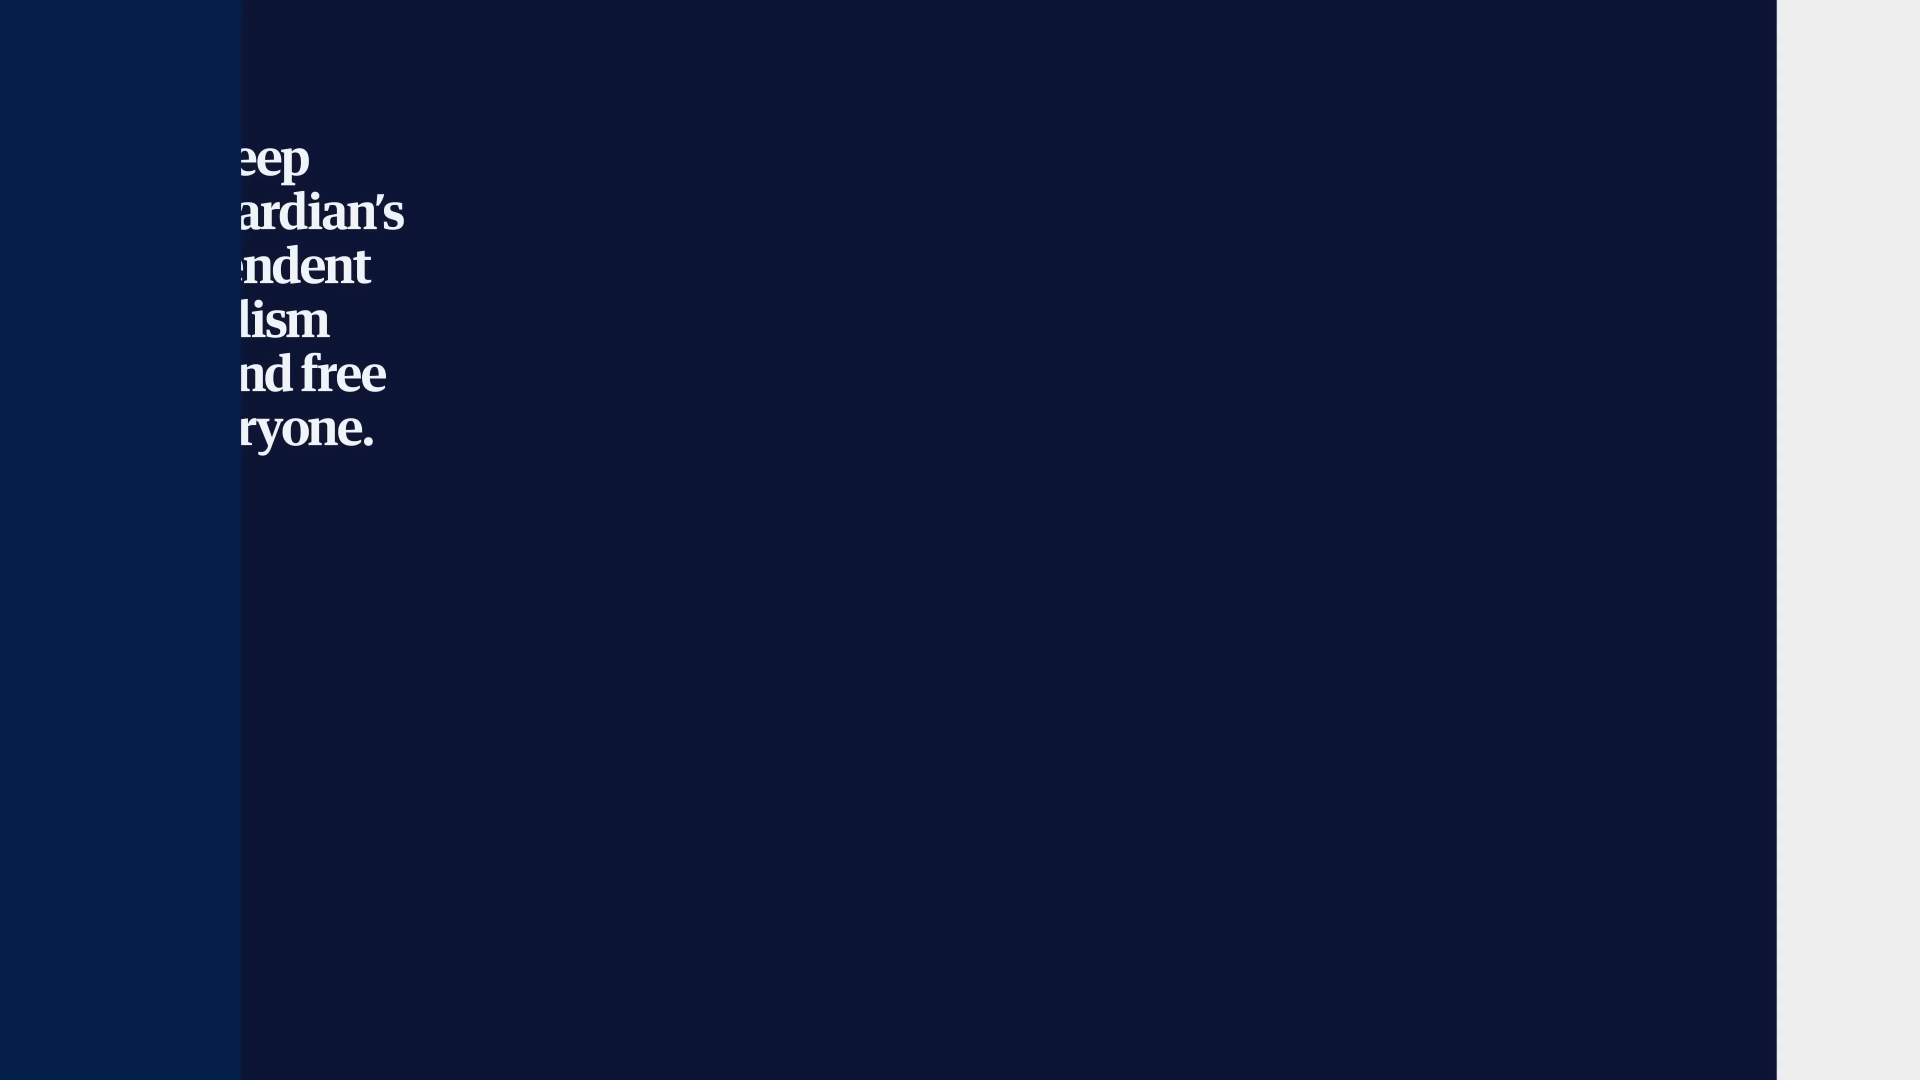 eep
ardian’s
endent
lism
nd free
ryone.